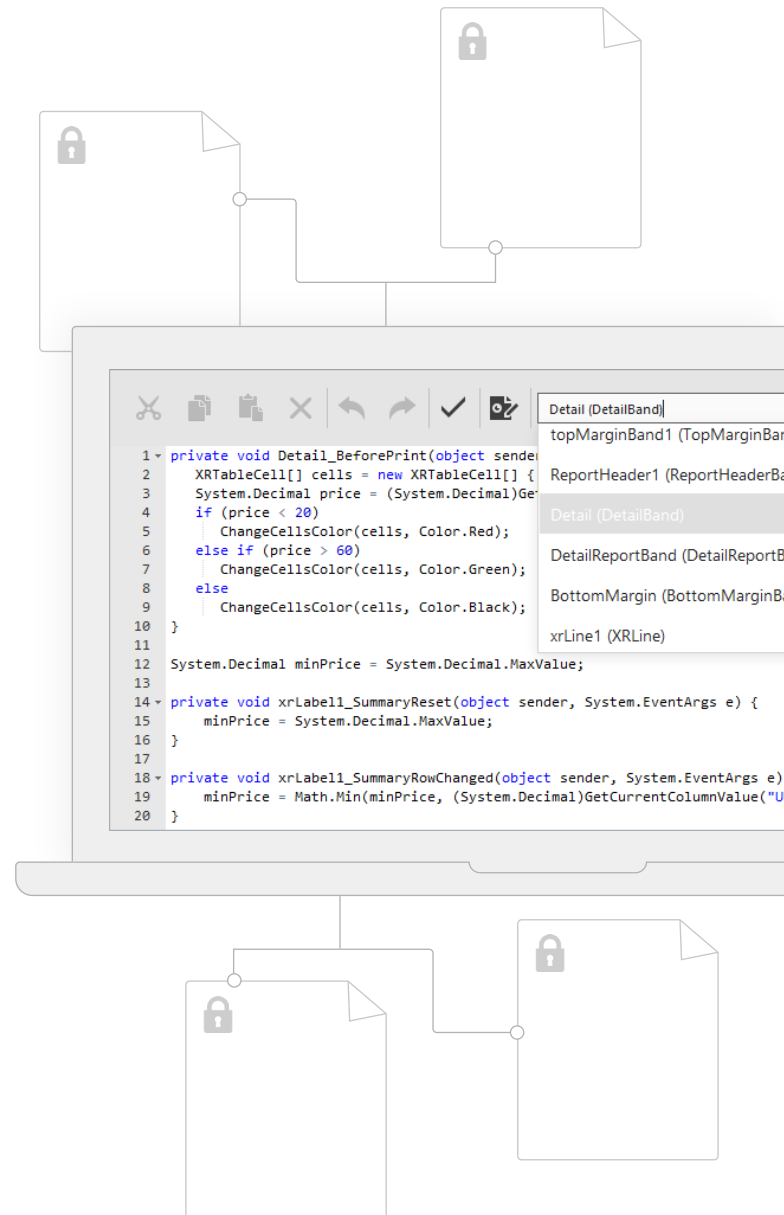 Detail (DetailBand)
topMarginBand1 (TopMarginBan
ReportHeader1 (ReportHeaderBa
Detail (DetailBand)
DetailReportBand (DetailReportB
BottomMargin (BottomMarginBa
xrLine1 (XRLine)
1 private void Detail_BeforePrint(object sender
2 XRTableCell[] cells = new XRTableCell[] {
3 System.Decimal price = (System.Decimal)Get
4 if (price < 20)
5 ChangeCellsColor(cells, Color.Red);
6 else if (price > 60)
7 ChangeCellsColor(cells, Color.Green);
8 else
9 ChangeCellsColor(cells, Color.Black);
10 }
11
12 System.Decimal minPrice = System.Decimal.MaxValue;
13
14 private void xrLabel1_SummaryReset(object sender, System.EventArgs e) {
15 minPrice = System.Decimal.MaxValue;
16 }
17
18 private void xrLabel1_SummaryRowChanged(object sender, System.EventArgs e)
19 minPrice = Math.Min(minPrice, (System.Decimal)GetCurrentColumnValue("U
20 }